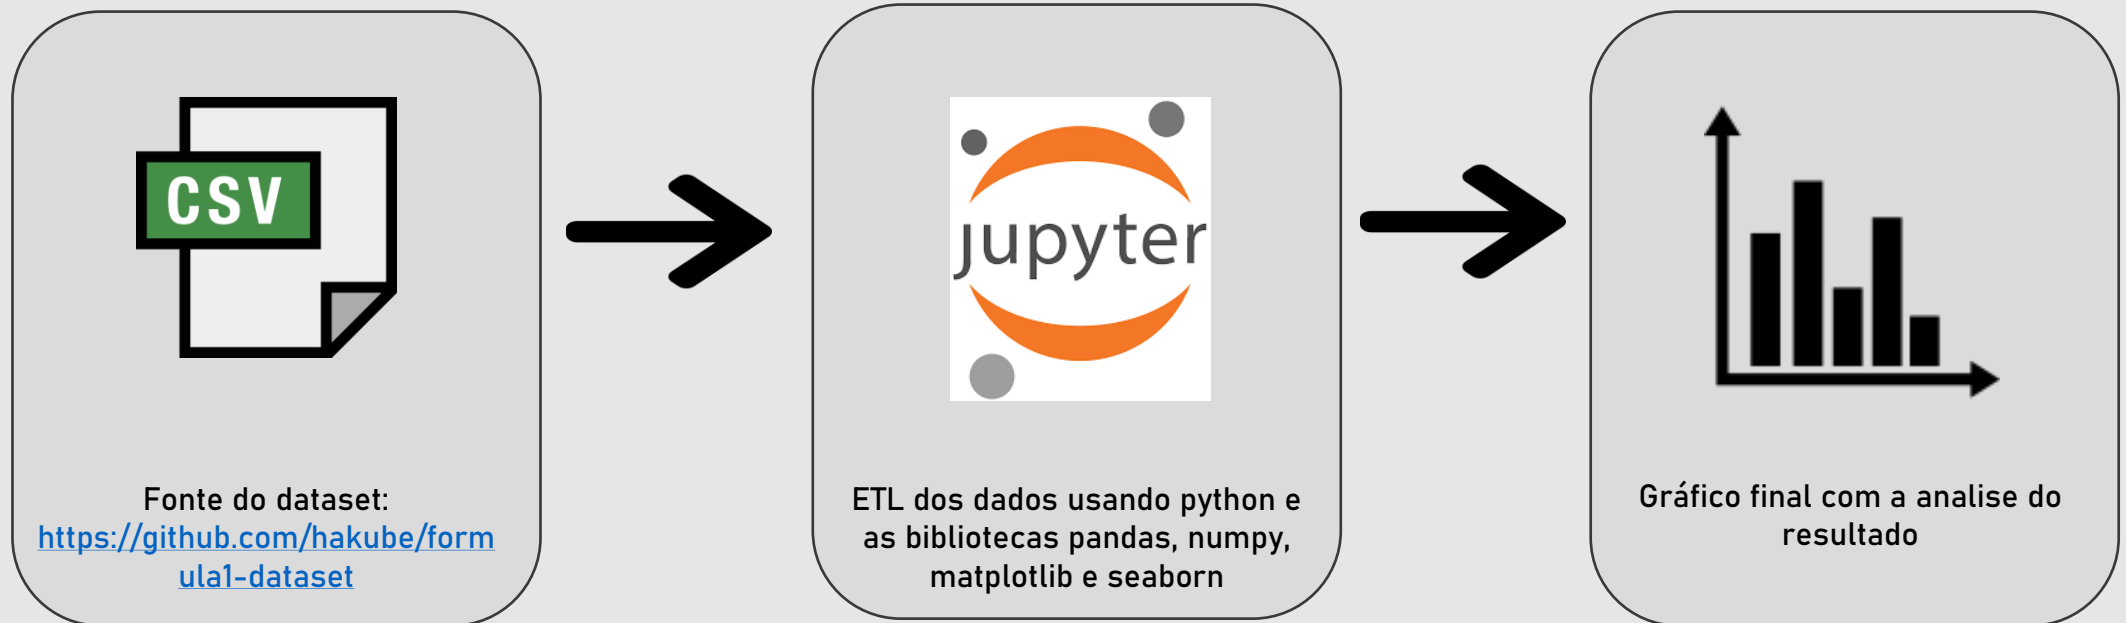 CSV
Fonte do dataset:
https://github.com/hakube/form
ula1-dataset
jupyter
ETL dos dados usando python e
as bibliotecas pandas, numpy,
matplotlib e seaborn
Gráfico final com a analise do
resultado